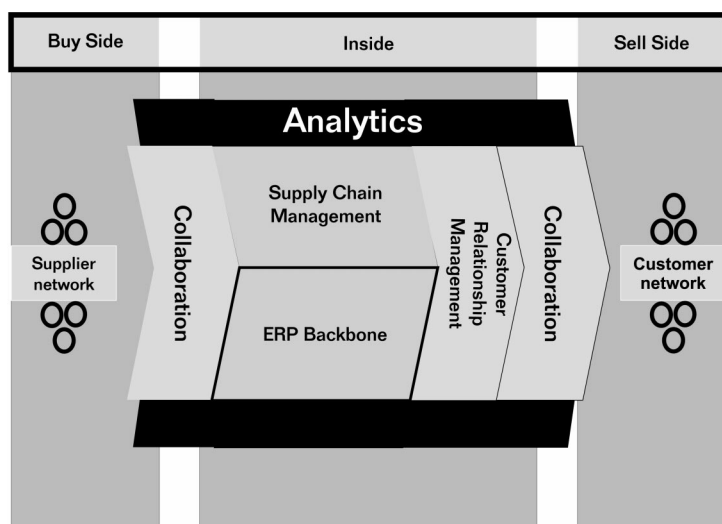 Buy Side
Inside
Sell Side
Analytics
Supply Chain
Management
Collaboration
Customer
Relationship
Management
Collaboration
Supplier
network
Customer
network
ERP Backbone